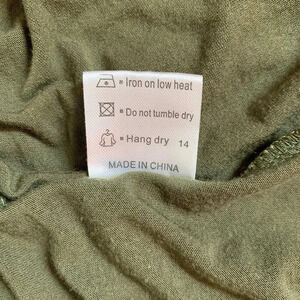 Iron on low heat
Do not tumble dry
Hang dry 14
MADE IN CHINA